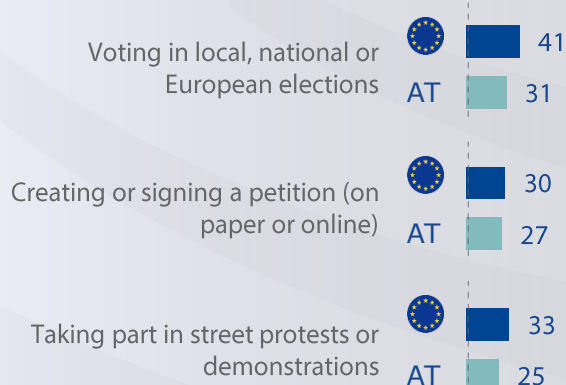 Voting in local, national or
European elections
41
AT
31
Creating or signing a petition (on
paper or online)
30
AT
27
Taking part in street protests or
demonstrations
33
AT
25